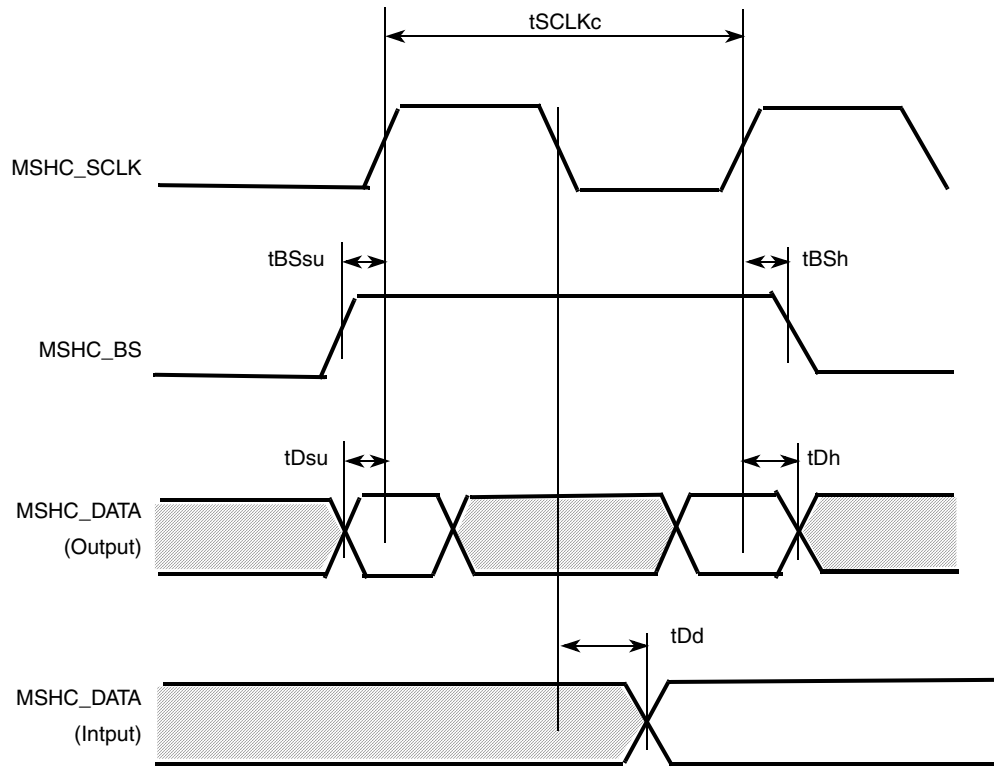 tSCLKc
MSHC_SCLK
tBSsu
tBSh
MSHC_BS
tDsu
tDh
MSHC_DATA
(Output)
tDd
MSHC_DATA
(Intput)